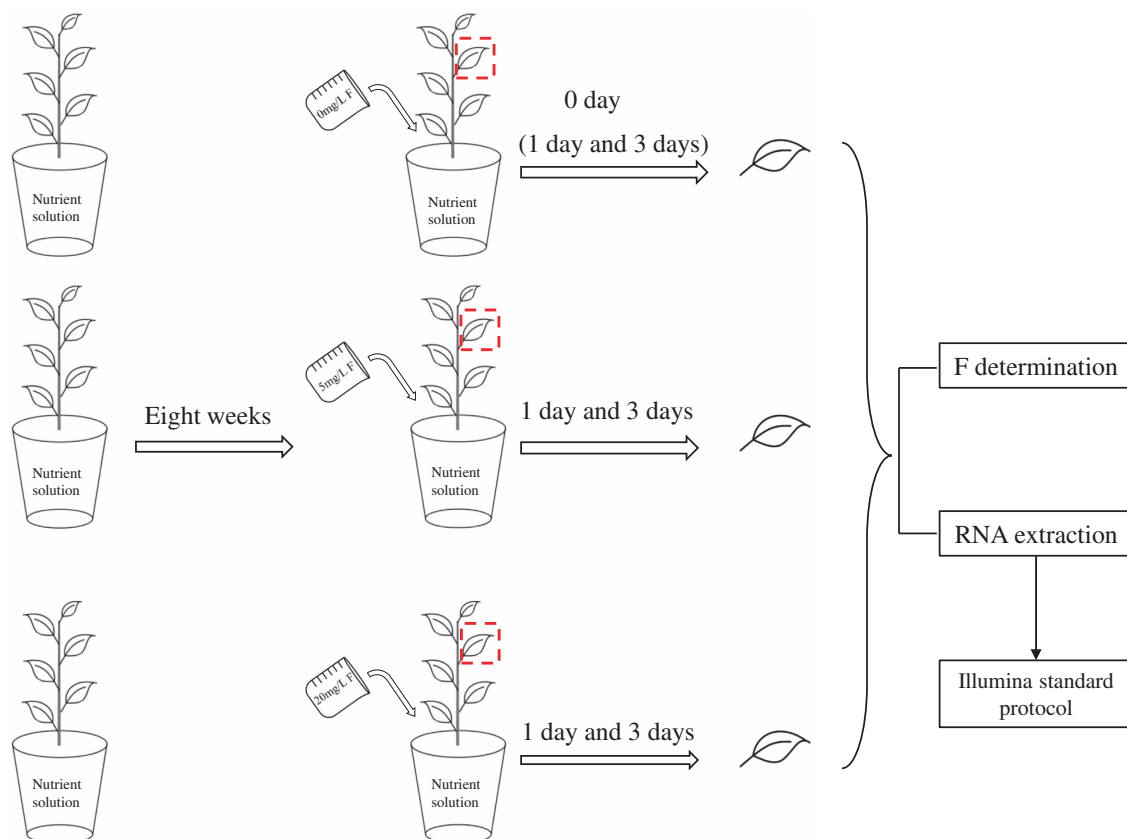 Nutrient
solution
0mg/L F
Nutrient
solution
0 day
(1 day and 3 days)
Nutrient
solution
Eight weeks
5mg/L F
Nutrient
solution
1 day and 3 days
Nutrient
solution
20mg/L F
Nutrient
solution
1 day and 3 days
F determination
RNA extraction
Illumina standard
protocol